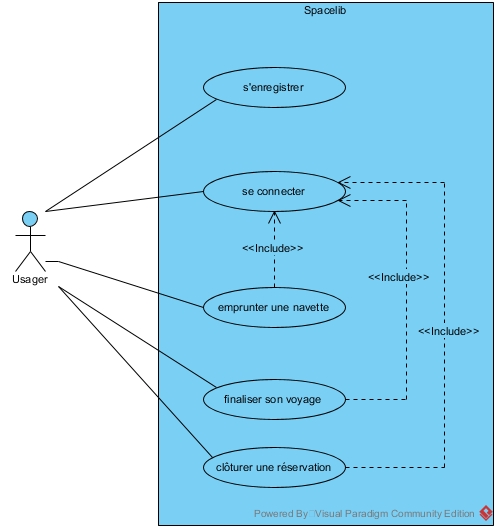 Spacelib
s'enregistrer
se connecter
<<Include>>
Usager
<<Include>>
emprunter une navette
<<Include>>
finaliser son voyage
clôturer une réservation
Powered By Visual Paradigm Community Edition